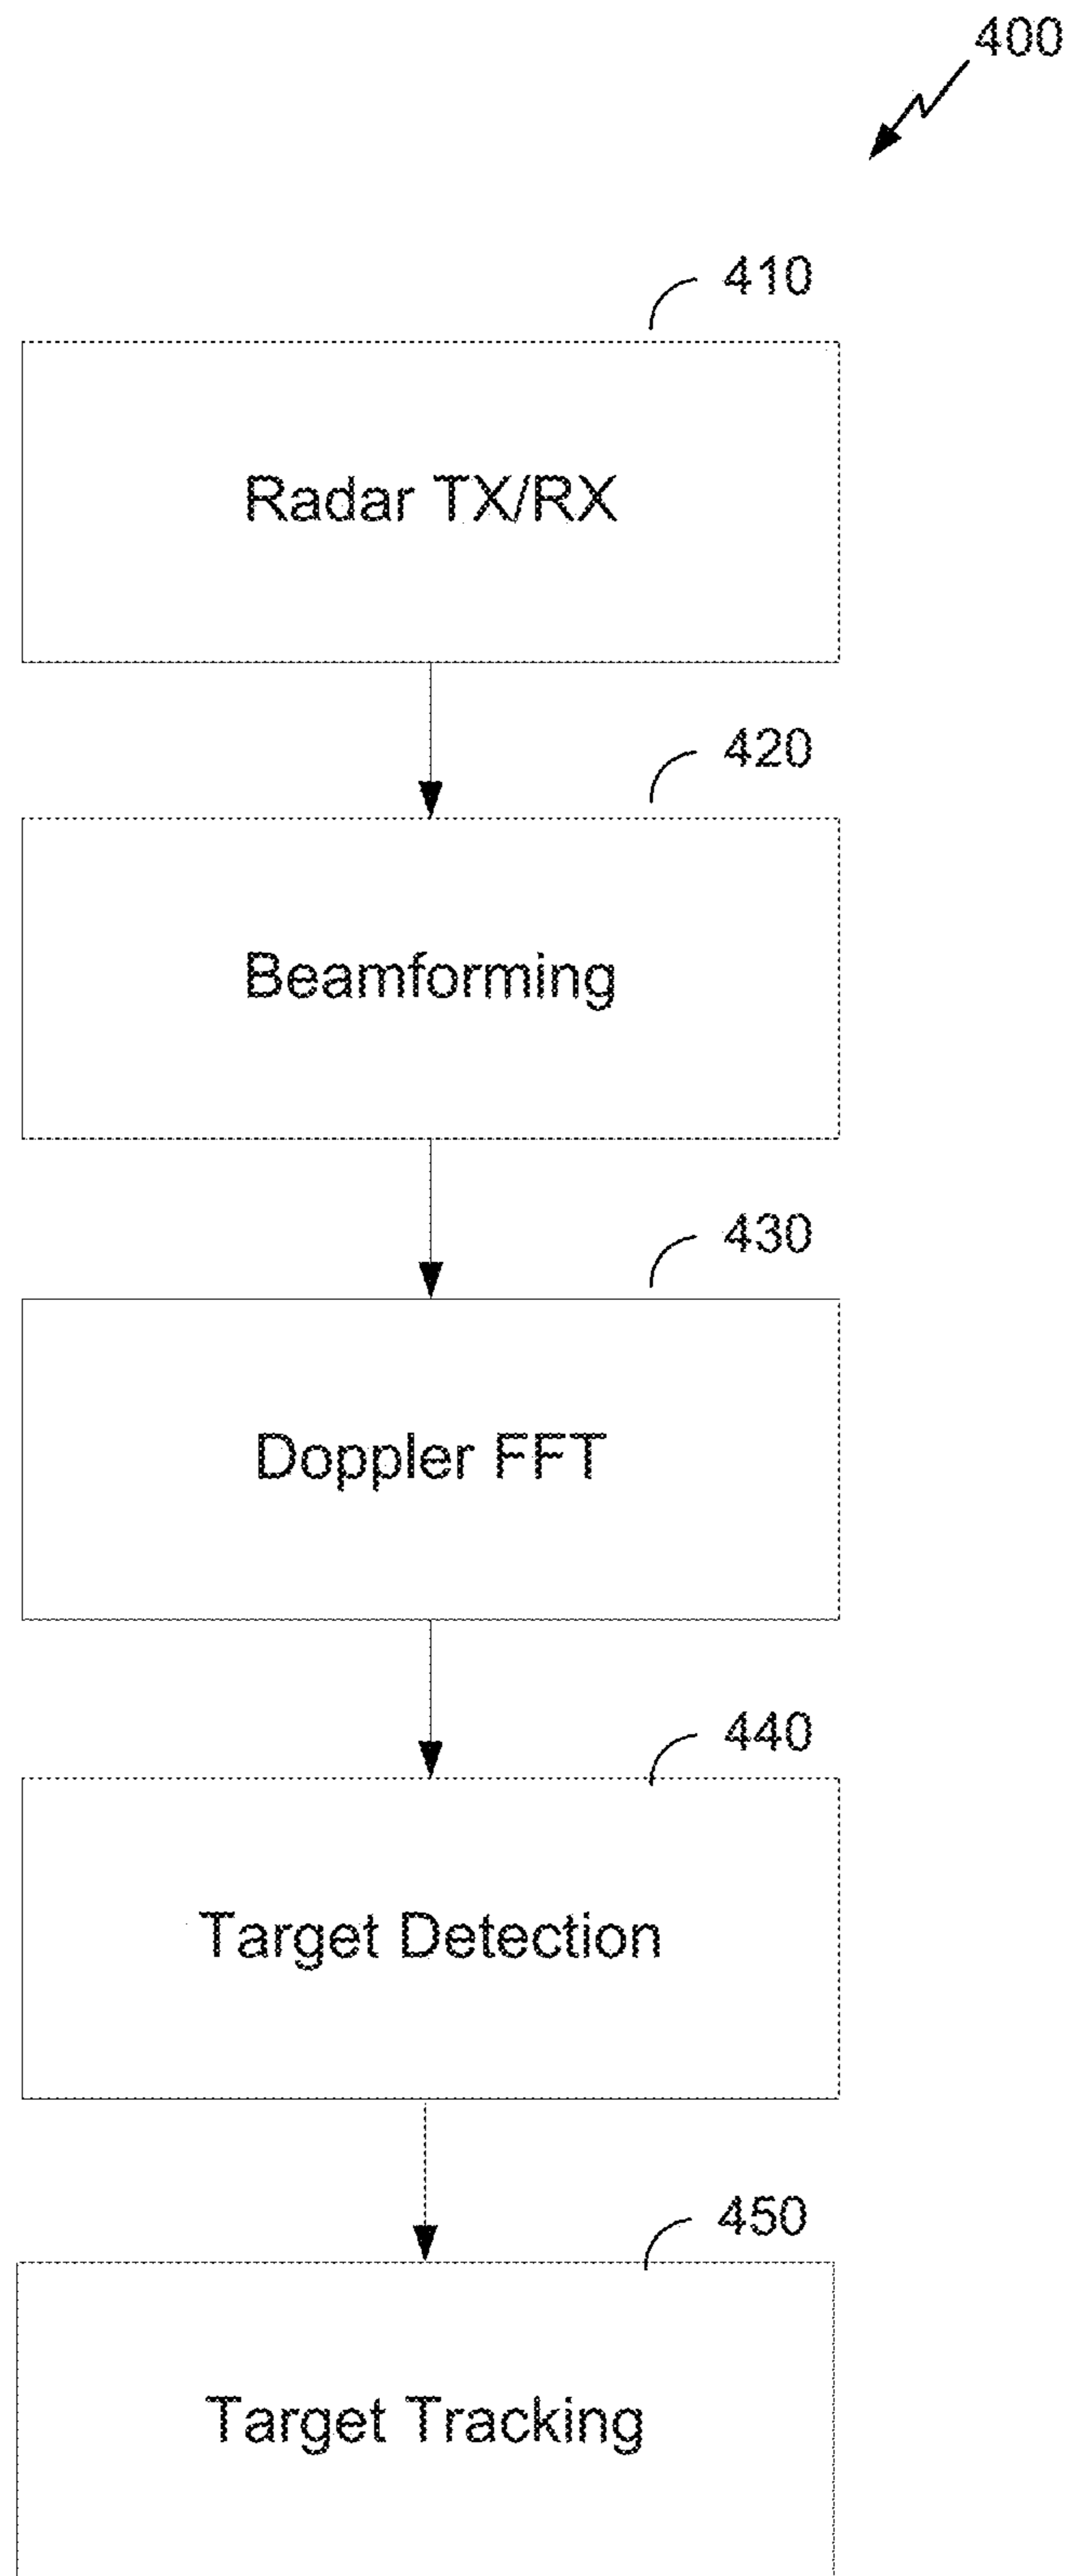 400
410
Radar TX/RX
420
Beamforming
430
Doppler FFT
440
Target Detection
450
Target Tracking